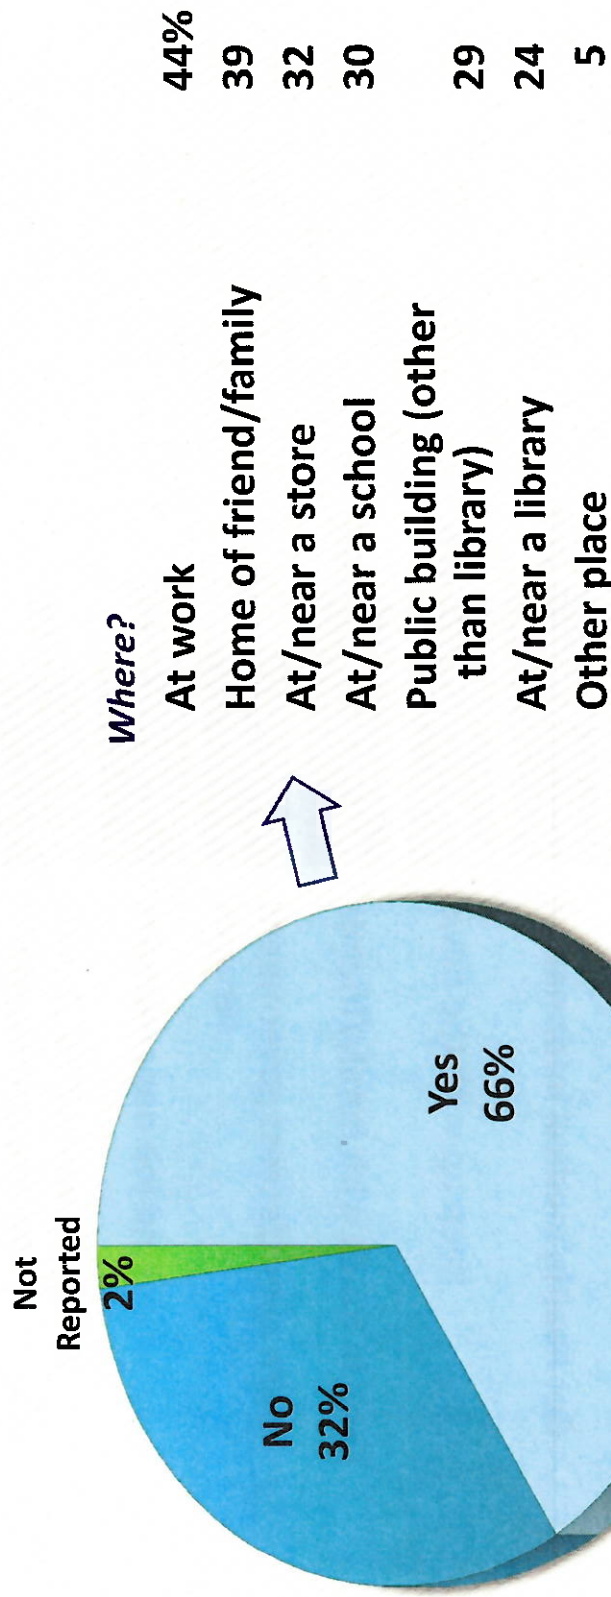 Not
Reported
2%
No
32%
Yes
66%
Where?
At work 44%
Home of friend/family 39
At/near a store 32
At/near a school 30
Public building (other
than library) 29
At/near a library 24
Other place 5